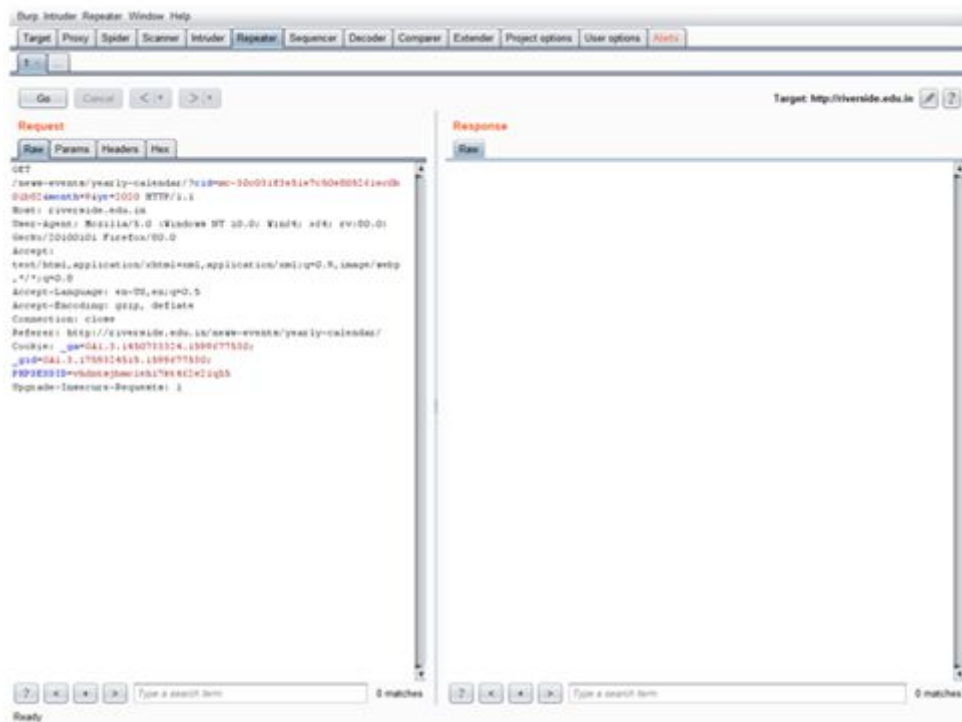 Burp Intruder Repeater Window Help
Target Proxy Spider Scanner Intruder Repeater Sequencer Decoder Comparer Extender Project options User options Alerts
1 × ...
Go Cancel < >
Target: http://riverside.edu.in ?
Request
Raw Params Headers Hex
GET
/news-events/yearly-calendar/
HTTP/1.1
Host: riverside.edu.in
User-Agent: Mozilla/5.0 (Windows NT 10.0; Win64; x64; rv:80.0)
Gecko/20100101 Firefox/80.0
Accept:
text/html,application/xhtml+xml,application/xml;q=0.9,image/webp
,*/*;q=0.8
Accept-Language: en-US,en;q=0.5
Accept-Encoding: gzip, deflate
Connection: close
Referer: http://riverside.edu.in/news-events/yearly-calendar/
Cookie:
Upgrade-Insecure-Requests: 1
? < + > Type a search term 0 matches
Response
Raw
? < + > Type a search term 0 matches
Ready